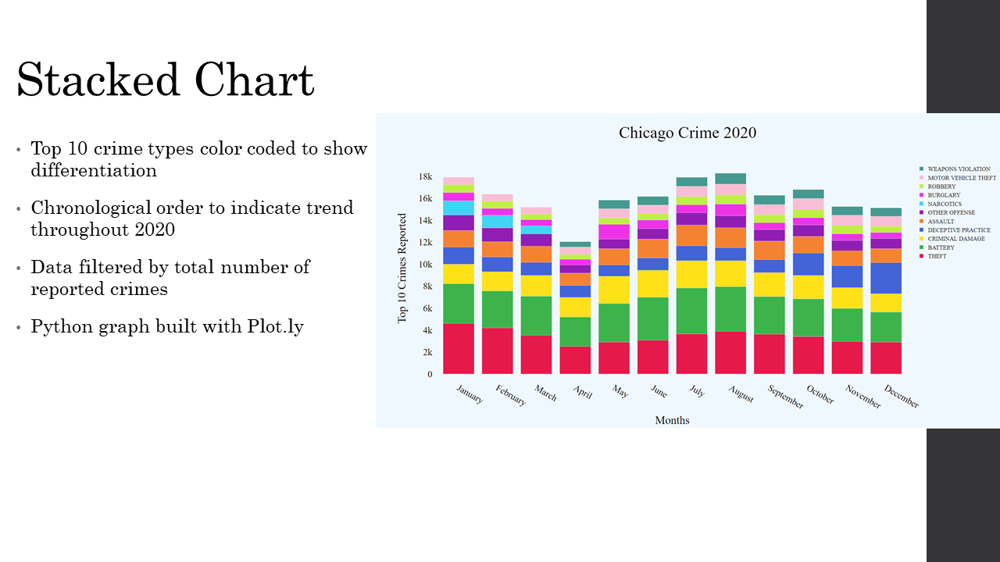 Stacked Chart
• Top 10 crime types color coded to show
differentiation
• Chronological order to indicate trend
throughout 2020
• Data filtered by total number of
reported crimes
• Python graph built with Plot.ly
Chicago Crime 2020
Top 10 Crimes Reported
18k
16k
14k
12k
10k
8k
6k
4k
2k
0
January
February
March
April
May
June
July
August
September
October
November
December
Months
WEAPONS VIOLATION
MOTOR VEHICLE THEFT
ROBBERY
BURGLARY
NARCOTICS
OTHER OFFENSE
ASSAULT
DECEPTIVE PRACTICE
CRIMINAL DAMAGE
BATTERY
THEFT